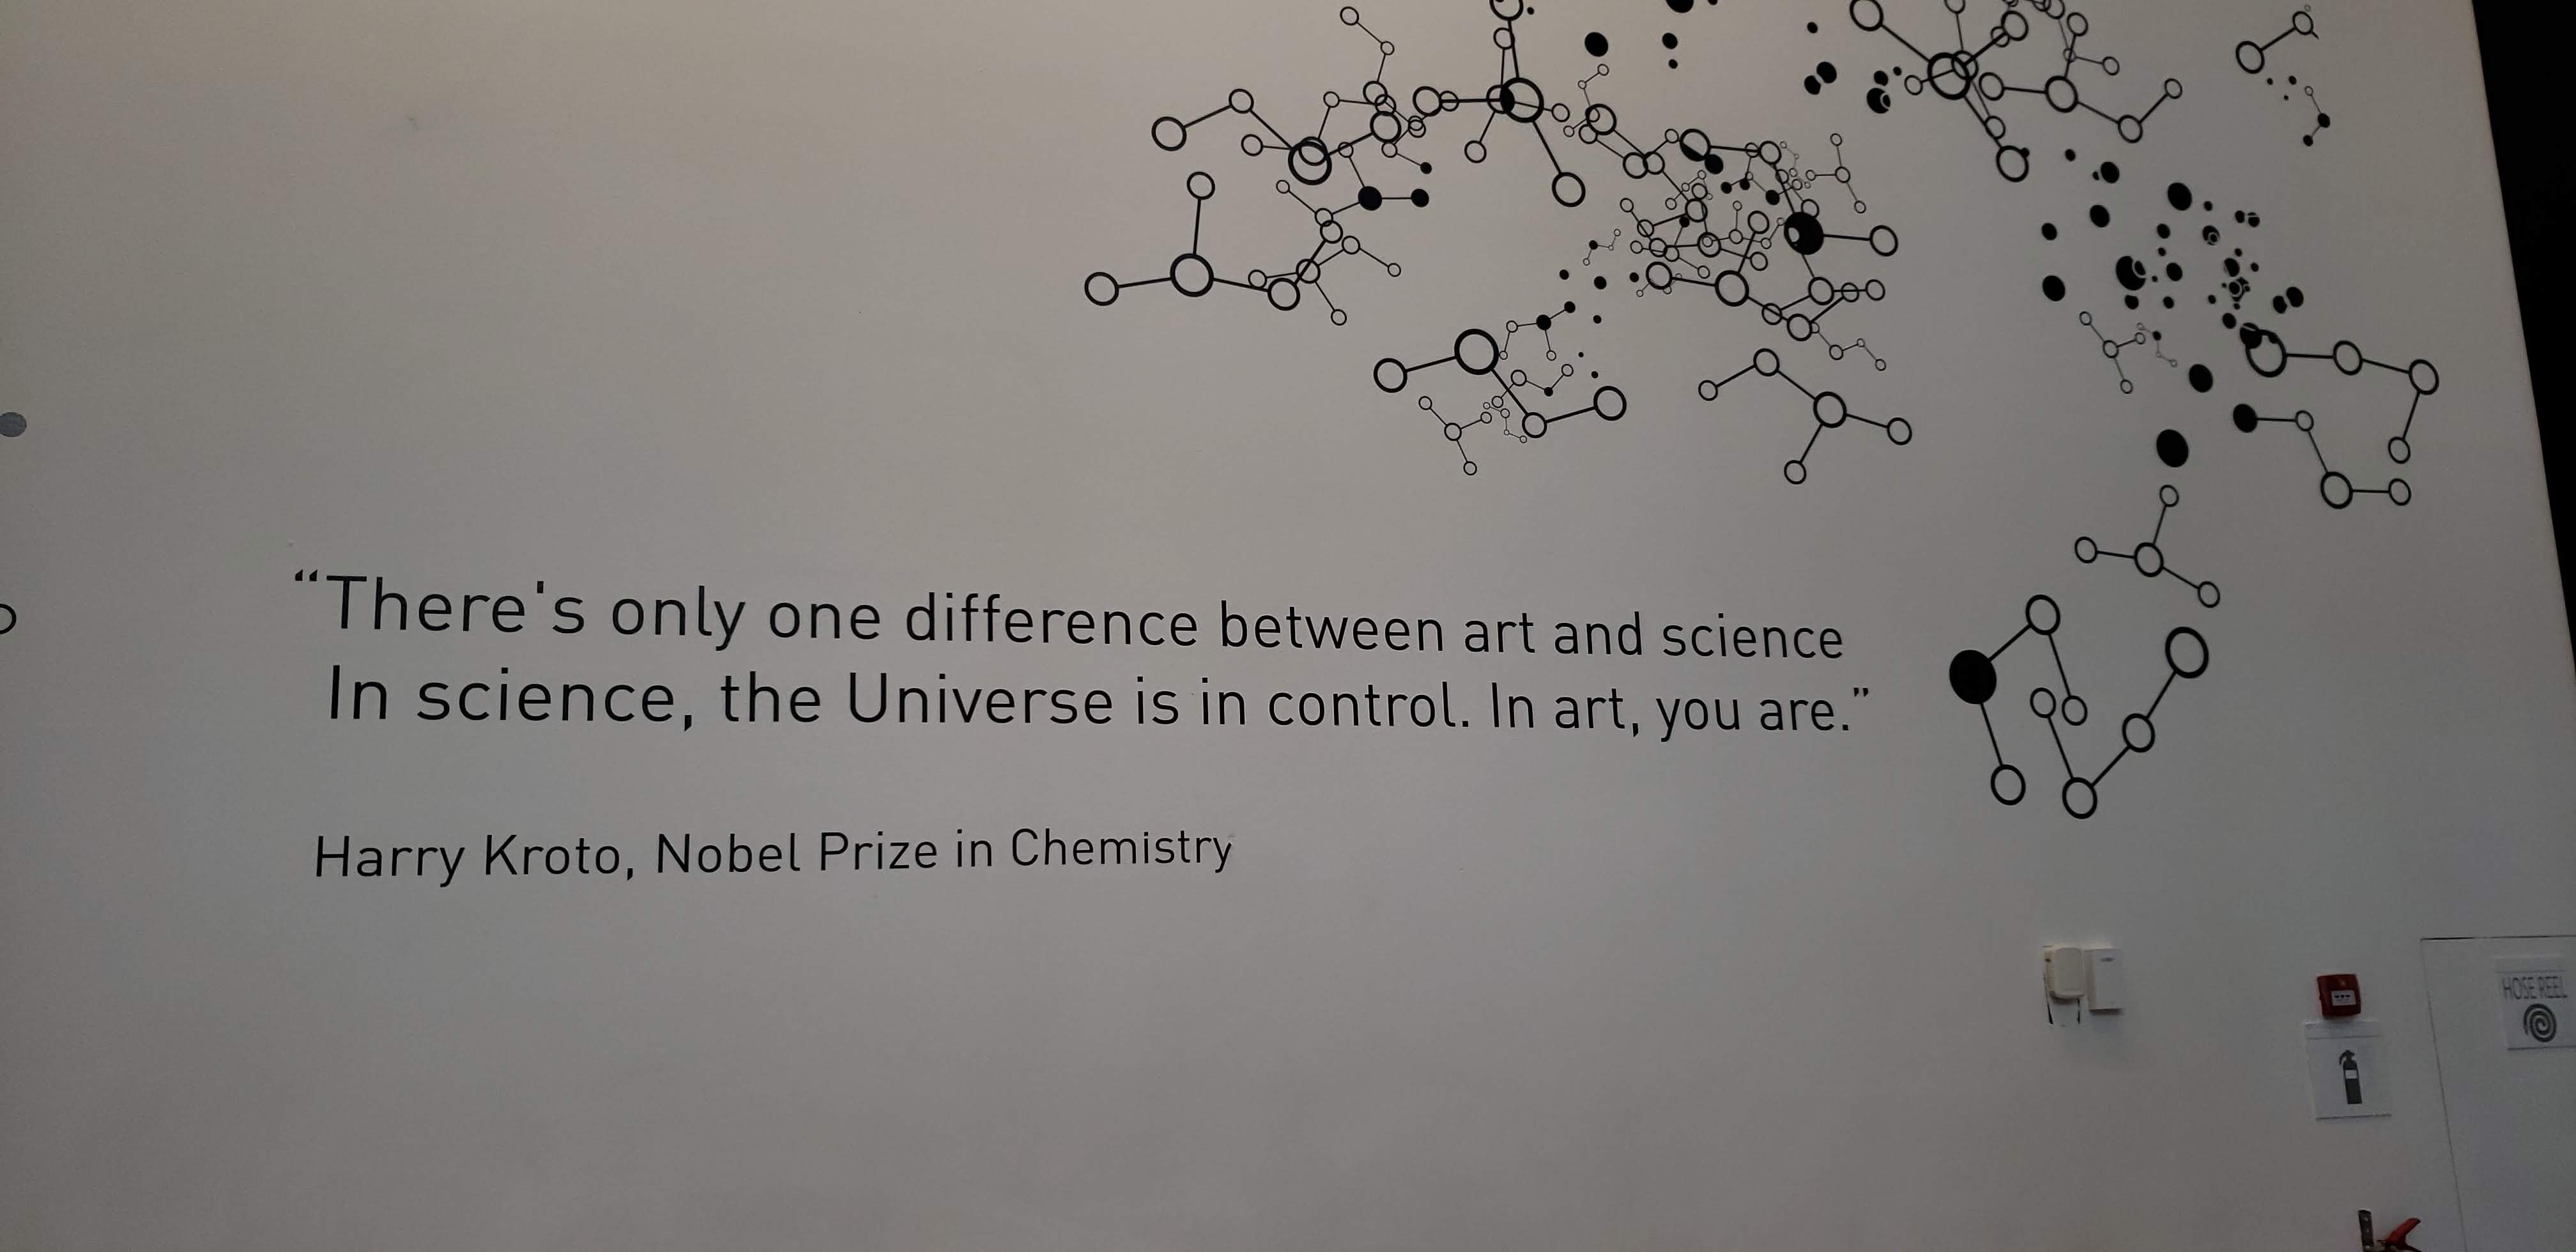 “There's only one difference between art and science
In science, the Universe is in control. In art, you are.”
Harry Kroto, Nobel Prize in Chemistry
HOSE REEL